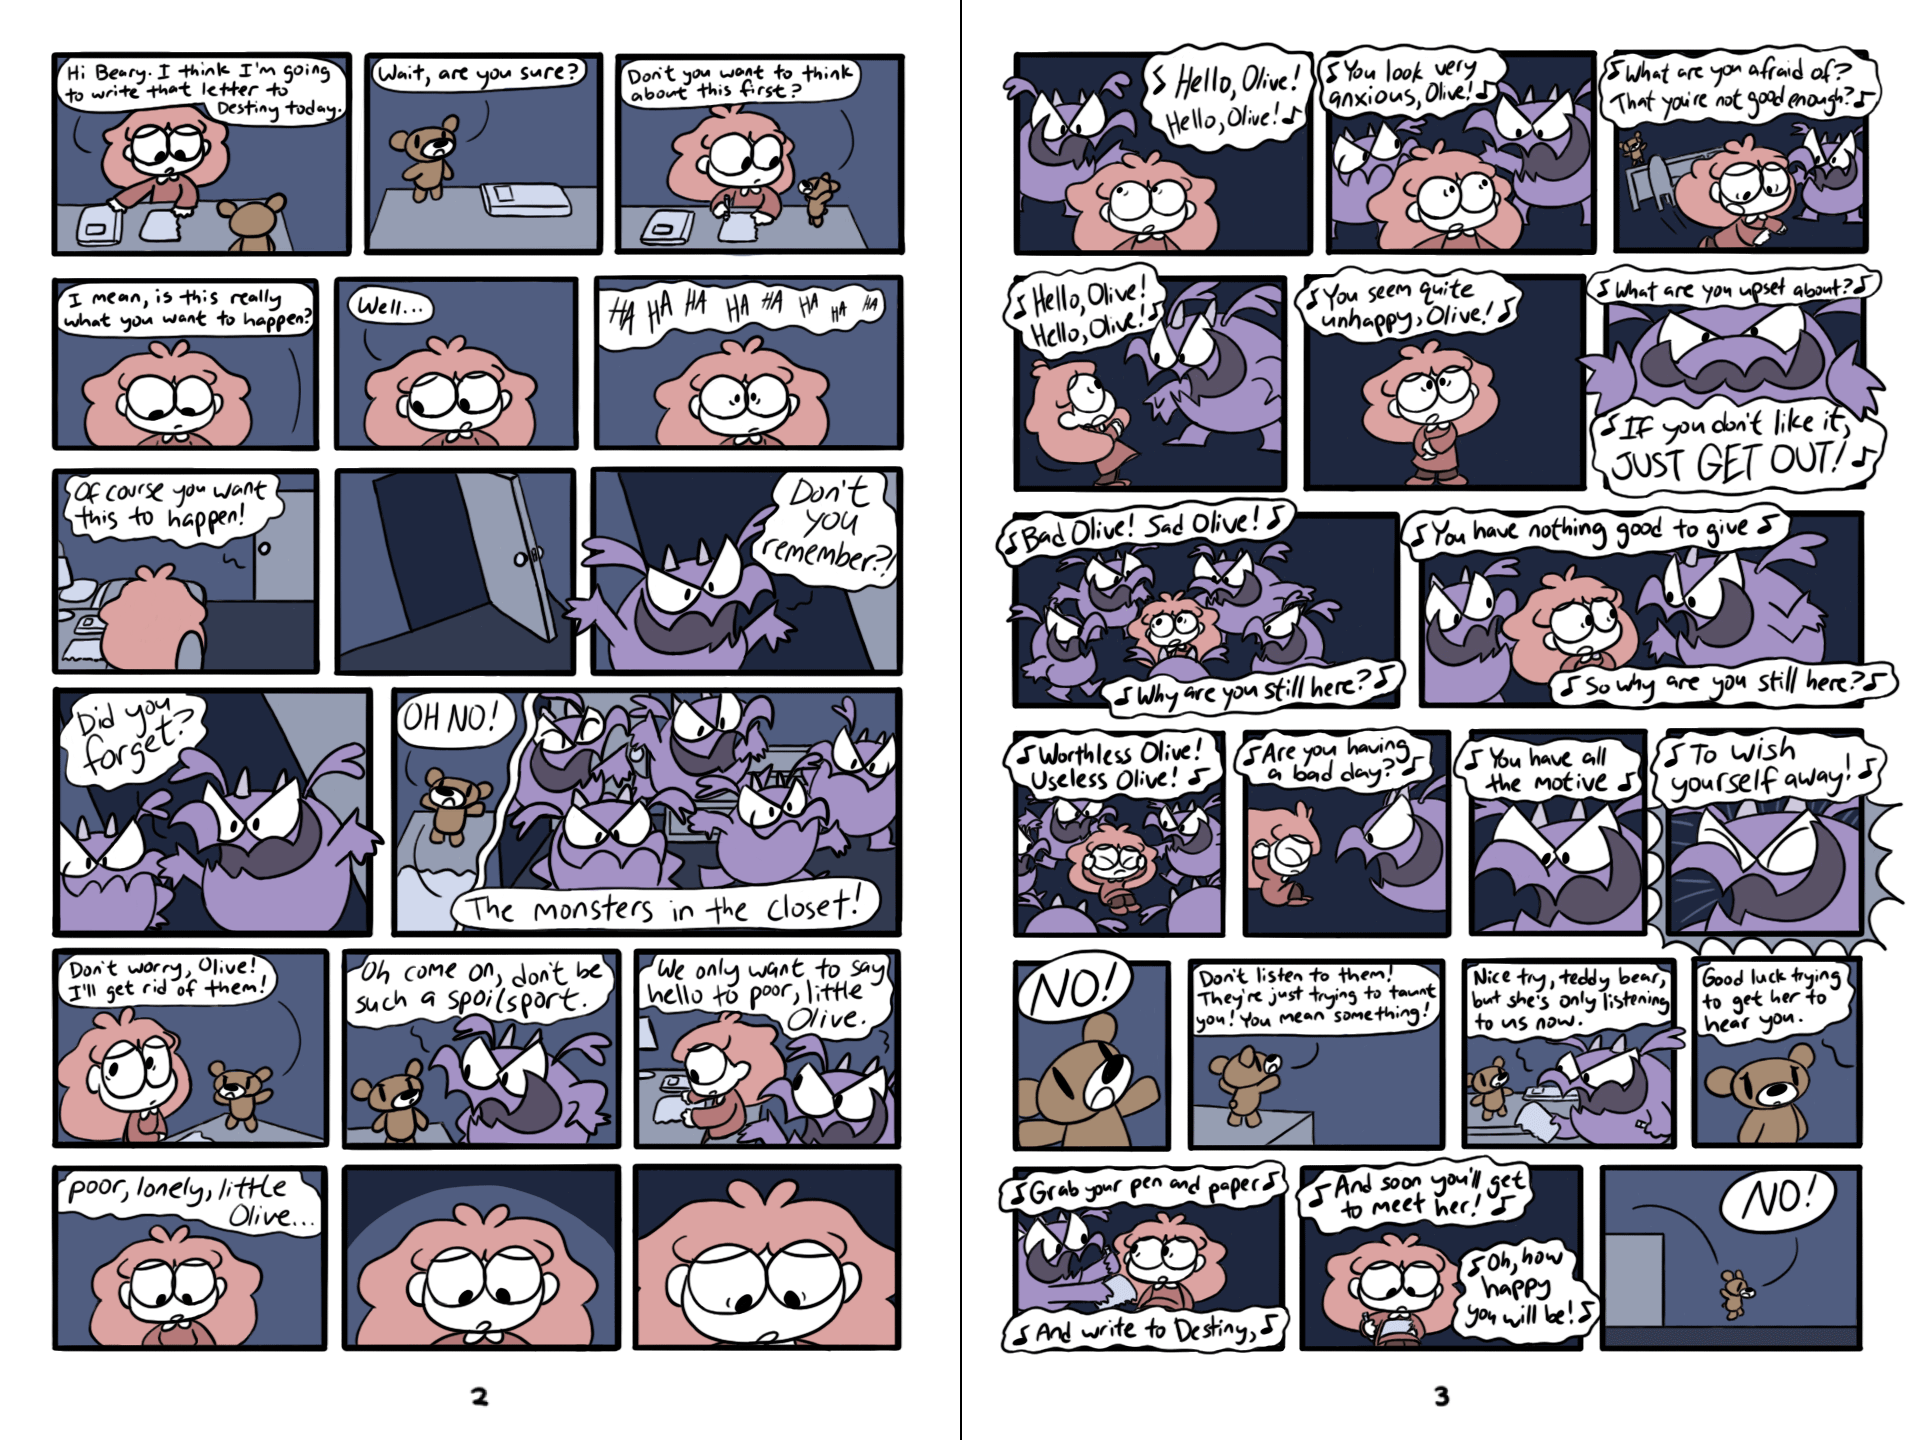 Hi Beary. I think I'm going
to write that letter to
Destiny today.
Wait, are you sure?
Don't you want to think
about this first?
I mean, is this really
what you want to happen?
Well...
HA HA HA HA HA HA HA HA
Of course you want
this to happen!
Don't
you
remember?!
Did you
forget?
OH NO!
The monsters in the closet!
Don't worry, Olive!
I'll get rid of them!
Oh come on, don't be
such a spoilsport.
We only want to say
hello to poor, little
Olive.
poor, lonely, little
Olive...
2
♪ Hello, Olive!
Hello, Olive! ♪
♪ You look very
anxious, Olive! ♪
♪ What are you afraid of?
That you're not good enough? ♪
♪ Hello, Olive!
Hello, Olive! ♪
♪ You seem quite
unhappy, Olive! ♪
♪ What are you upset about? ♪
♪ If you don't like it,
JUST GET OUT! ♪
♪ Bad Olive! Sad Olive! ♪
♪ Why are you still here? ♪
♪ You have nothing good to give ♪
♪ So why are you still here? ♪
♪ Worthless Olive!
Useless Olive! ♪
♪ Are you having
a bad day? ♪
♪ You have all
the motive ♪
♪ To wish
yourself away! ♪
NO!
Don't listen to them!
They're just trying to taunt
you! You mean something!
Nice try, teddy bear,
but she's only listening
to us now.
Good luck trying
to get her to
hear you.
♪ Grab your pen and paper ♪
♪ And write to Destiny, ♪
♪ And soon you'll get
to meet her! ♪
♪ Oh, how
happy
you will be! ♪
NO!
3